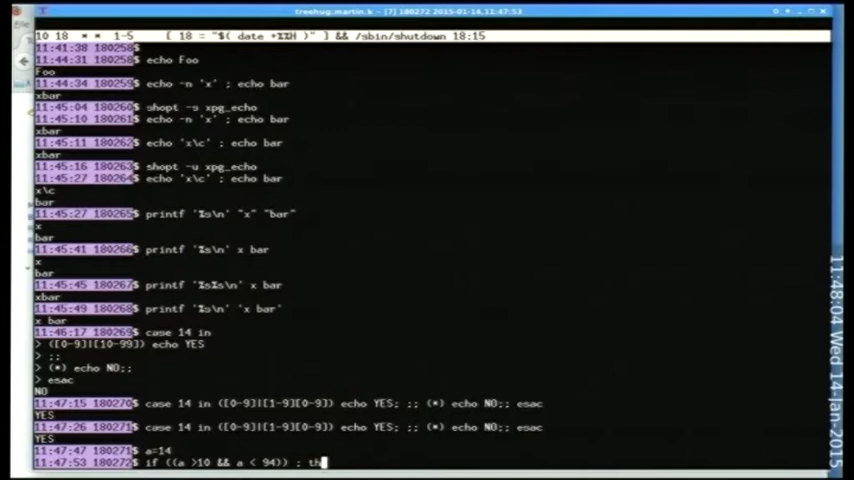 treehug:martin.k | 180272 2015-01-14,11:47:53
10 18 * * 1-5 [ 18 = "$( date +%%H )" ] && /sbin/shutdown 18:15
11:41:38 180258$
11:44:31 180258$ echo Foo
Foo
11:44:34 180259$ echo -n 'x' ; echo bar
xbar
11:45:04 180260$ shopt -s xpg_echo
11:45:10 180261$ echo -n 'x' ; echo bar
xbar
11:45:11 180262$ echo 'x\c' ; echo bar
xbar
11:45:16 180263$ shopt -u xpg_echo
11:45:27 180264$ echo 'x\c' ; echo bar
x\c
bar
11:45:27 180265$ printf '%s\n' "x" "bar"
x
bar
11:45:41 180266$ printf '%s\n' x bar
x
bar
11:45:45 180267$ printf '%s%s\n' x bar
xbar
11:45:49 180268$ printf '%s\n' 'x bar'
x bar
11:46:17 180269$ case 14 in
> ([0-9]|[10-99]) echo YES
> ;;
> (*) echo NO;;
> esac
NO
11:47:15 180270$ case 14 in ([0-9]|[1-9][0-9]) echo YES; ;; (*) echo NO;; esac
YES
11:47:26 180271$ case 14 in ([0-9]|[1-9][0-9]) echo YES; ;; (*) echo NO;; esac
YES
11:47:47 180271$ a=14
11:47:53 180272$ if ((a >10 && a < 94)) ; th
11:48:04 Wed 14-Jan-2015